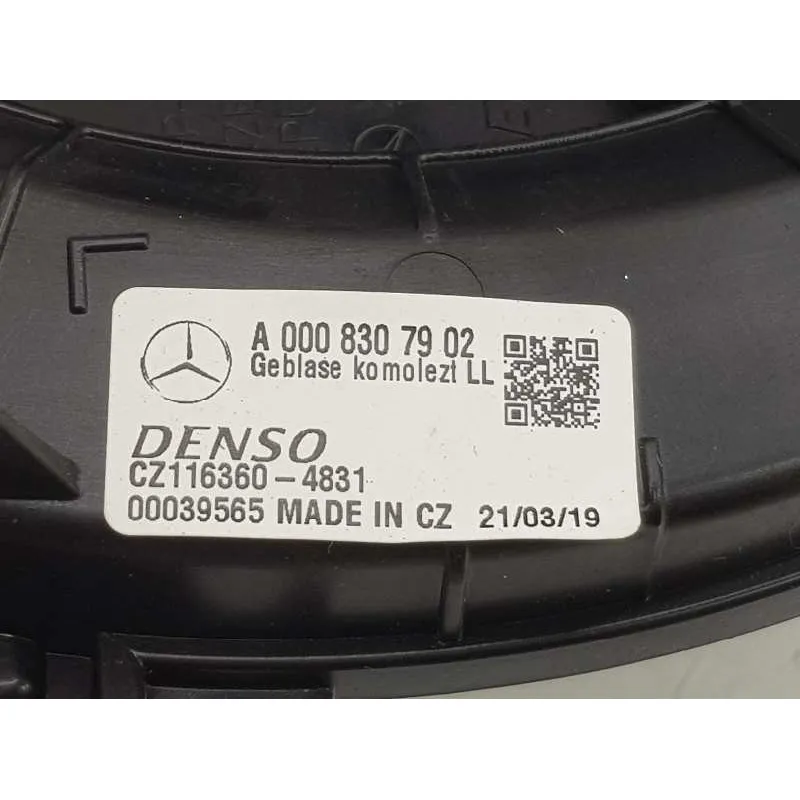 A 000 830 79 02
Geblase komolezt LL
DENSO
CZ116360-4831
00039565 MADE IN CZ 21/03/19